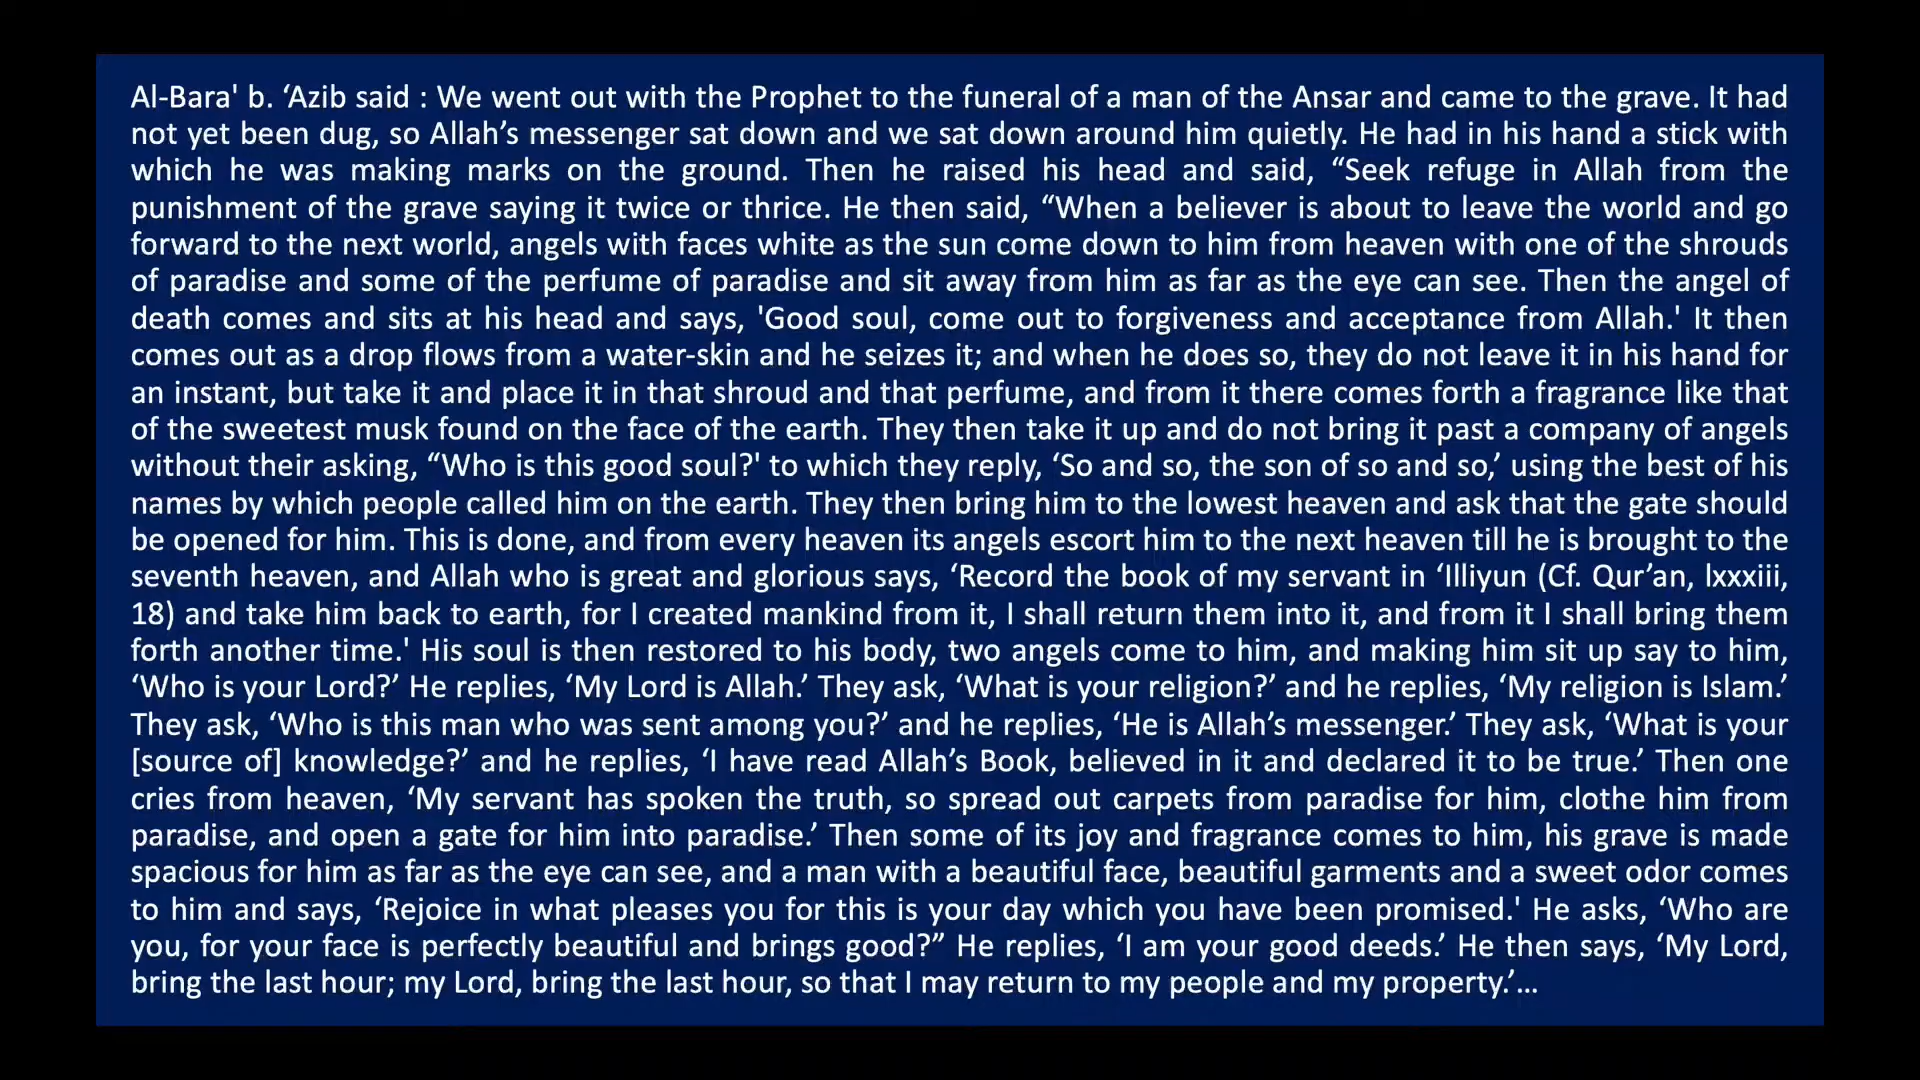 Al-Bara' b. ‘Azib said : We went out with the Prophet to the funeral of a man of the Ansar and came to the grave. It had
not yet been dug, so Allah’s messenger sat down and we sat down around him quietly. He had in his hand a stick with
which he was making marks on the ground. Then he raised his head and said, “Seek refuge in Allah from the
punishment of the grave saying it twice or thrice. He then said, “When a believer is about to leave the world and go
forward to the next world, angels with faces white as the sun come down to him from heaven with one of the shrouds
of paradise and some of the perfume of paradise and sit away from him as far as the eye can see. Then the angel of
death comes and sits at his head and says, 'Good soul, come out to forgiveness and acceptance from Allah.' It then
comes out as a drop flows from a water-skin and he seizes it; and when he does so, they do not leave it in his hand for
an instant, but take it and place it in that shroud and that perfume, and from it there comes forth a fragrance like that
of the sweetest musk found on the face of the earth. They then take it up and do not bring it past a company of angels
without their asking, “Who is this good soul?' to which they reply, ‘So and so, the son of so and so,’ using the best of his
names by which people called him on the earth. They then bring him to the lowest heaven and ask that the gate should
be opened for him. This is done, and from every heaven its angels escort him to the next heaven till he is brought to the
seventh heaven, and Allah who is great and glorious says, ‘Record the book of my servant in ‘Illiyun (Cf. Qur’an, lxxxiii,
18) and take him back to earth, for I created mankind from it, I shall return them into it, and from it I shall bring them
forth another time.' His soul is then restored to his body, two angels come to him, and making him sit up say to him,
‘Who is your Lord?’ He replies, ‘My Lord is Allah.’ They ask, ‘What is your religion?’ and he replies, ‘My religion is Islam.’
They ask, ‘Who is this man who was sent among you?’ and he replies, ‘He is Allah’s messenger.’ They ask, ‘What is your
[source of] knowledge?’ and he replies, ‘I have read Allah’s Book, believed in it and declared it to be true.’ Then one
cries from heaven, ‘My servant has spoken the truth, so spread out carpets from paradise for him, clothe him from
paradise, and open a gate for him into paradise.’ Then some of its joy and fragrance comes to him, his grave is made
spacious for him as far as the eye can see, and a man with a beautiful face, beautiful garments and a sweet odor comes
to him and says, ‘Rejoice in what pleases you for this is your day which you have been promised.' He asks, ‘Who are
you, for your face is perfectly beautiful and brings good?” He replies, ‘I am your good deeds.’ He then says, ‘My Lord,
bring the last hour; my Lord, bring the last hour, so that I may return to my people and my property.’...